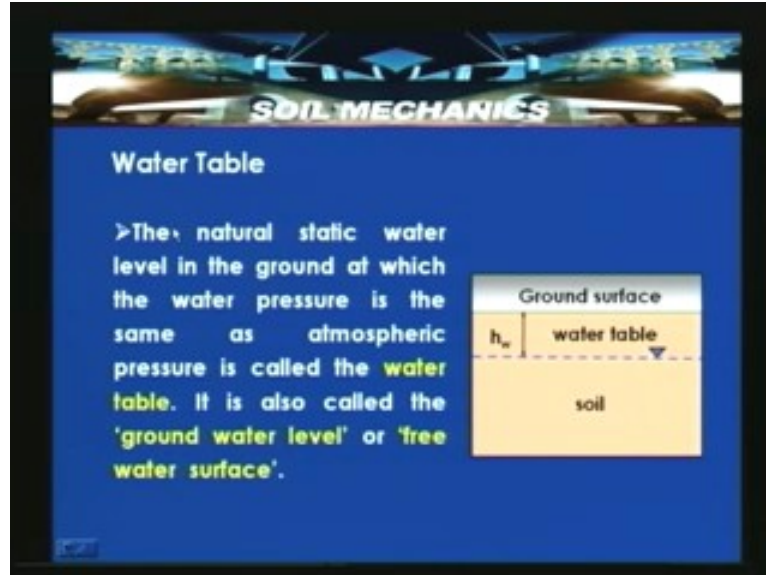 SOIL MECHANICS
Water Table
➢The natural static water
level in the ground at which
the water pressure is the
same as atmospheric
pressure is called the water
table. It is also called the
‘ground water level’ or ‘free
water surface’.
Ground surface
h_w water table
soil